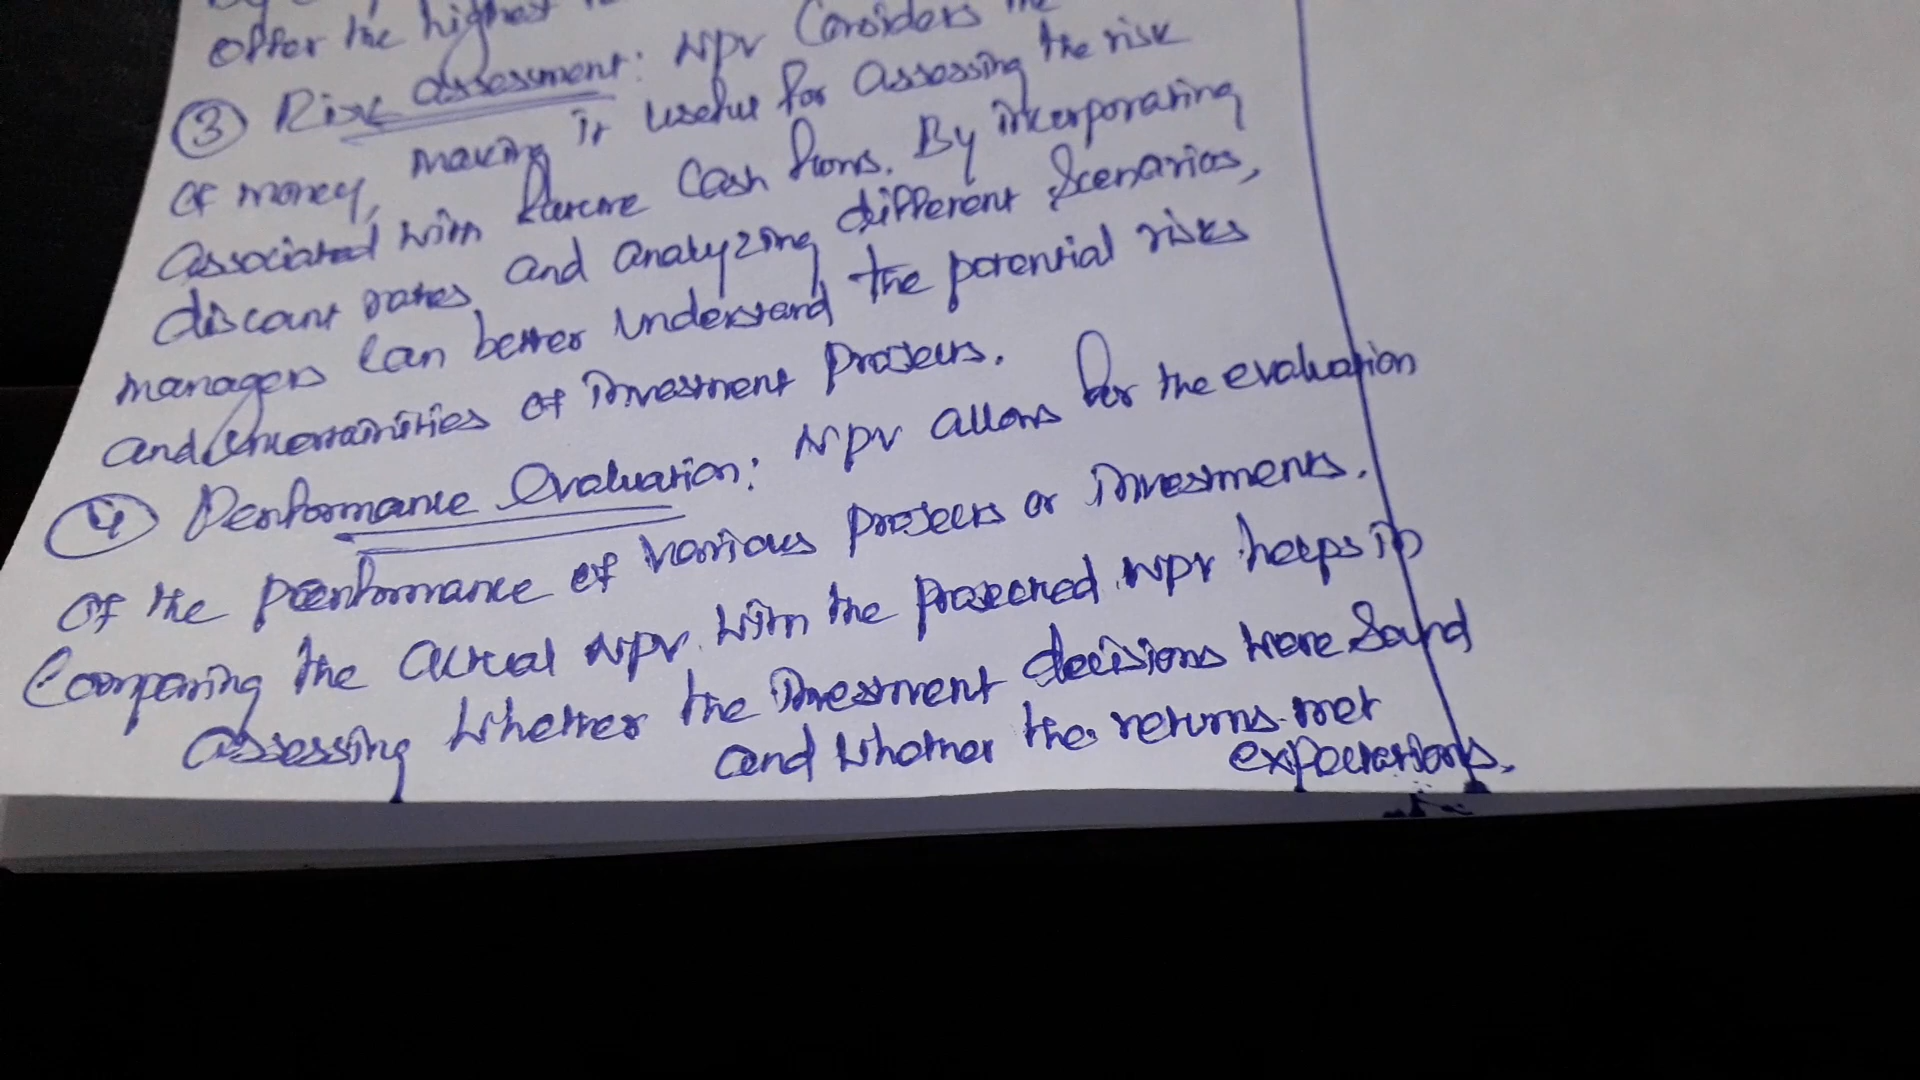 offer the highest
③ Risk assessment: NPV Considers the
of money, making it useful for assessing the risk
associated with future cash flows. By incorporating
discount rates and analyzing different scenarios,
managers can better understand the potential risks
and uncertainties of investment projects.
④ Performance Evaluation: NPV allows for the evaluation
of the performance of various projects or investments.
Comparing the actual NPV with the projected NPV helps in
assessing whether the investment decisions were sound
and whether the returns met
expectations.